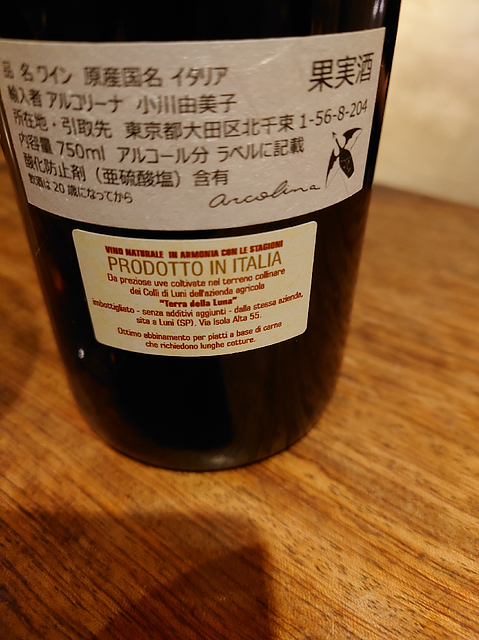 品 名 ワイン 原産国名 イタリア
果実酒
輸入者 アルコリーナ 小川由美子
所在地・引取先 東京都大田区北千束 1-56-8-204
内容量 750ml アルコール分 ラベルに記載
酸化防止剤（亜硫酸塩）含有
飲酒は 20 歳になってから
arcolina
VINO NATURALE IN ARMONIA CON LE STAGIONI
PRODOTTO IN ITALIA
Da preziose uve coltivate nel terreno collinare
dei Colli di Luni dell'azienda agricola
"Terra della Luna"
imbottigliato - senza additivi aggiunti - dalla stessa azienda,
sita a Luni (SP). Via Isola Alta 55.
Ottimo abbinamento per piatti a base di carne
che richiedono lunghe cotture.